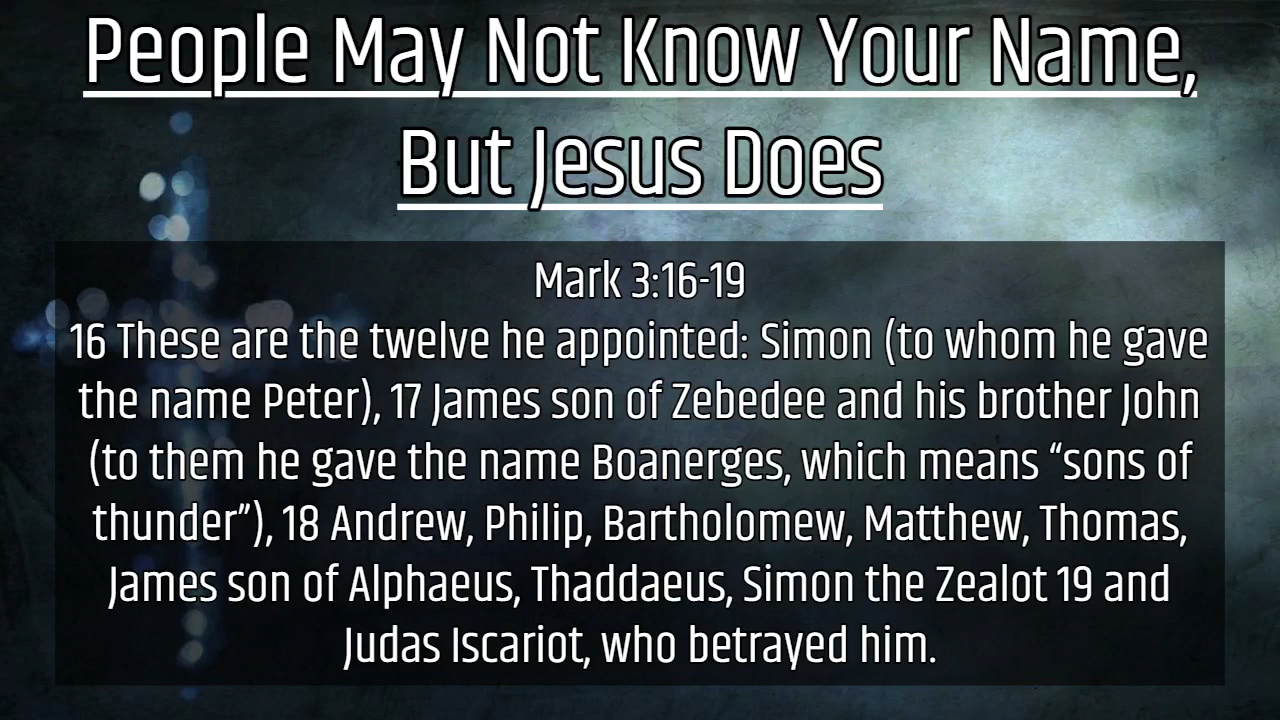 People May Not Know Your Name,
But Jesus Does
Mark 3:16-19
16 These are the twelve he appointed: Simon (to whom he gave
the name Peter), 17 James son of Zebedee and his brother John
(to them he gave the name Boanerges, which means “sons of
thunder”), 18 Andrew, Philip, Bartholomew, Matthew, Thomas,
James son of Alphaeus, Thaddaeus, Simon the Zealot 19 and
Judas Iscariot, who betrayed him.